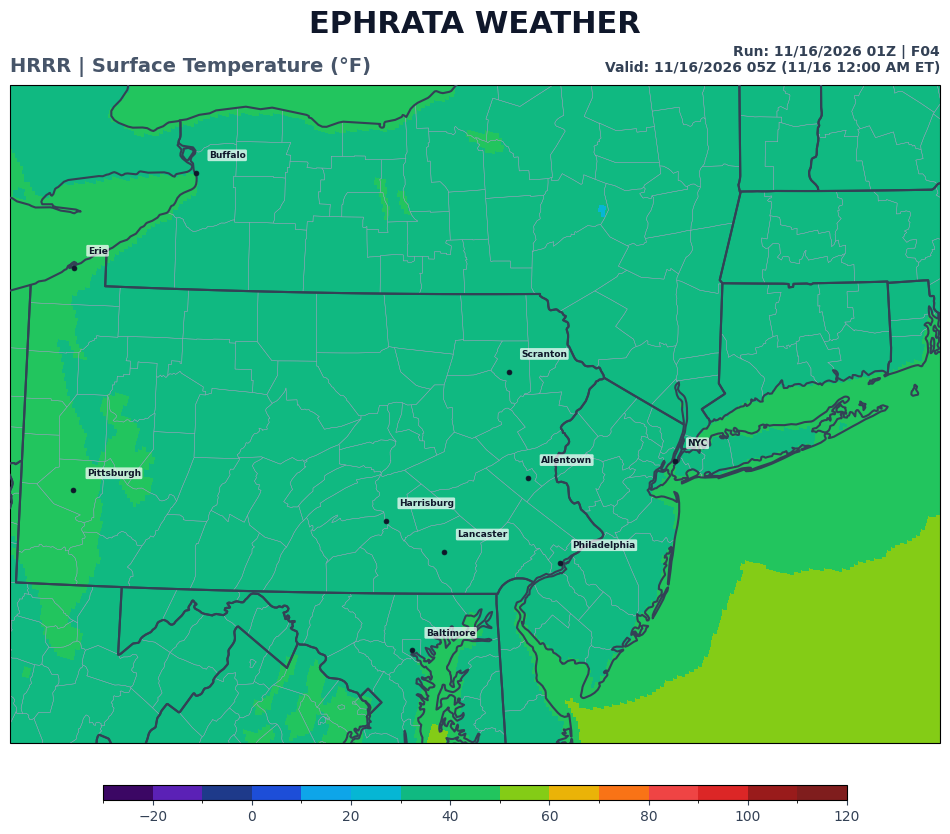 EPHRATA WEATHER
HRRR | Surface Temperature (°F)
Run: 11/16/2026 01Z | F04
Valid: 11/16/2026 05Z (11/16 12:00 AM ET)
Buffalo
Erie
Scranton
NYC
Allentown
Pittsburgh
Harrisburg
Lancaster
Philadelphia
Baltimore
−20 0 20 40 60 80 100 120